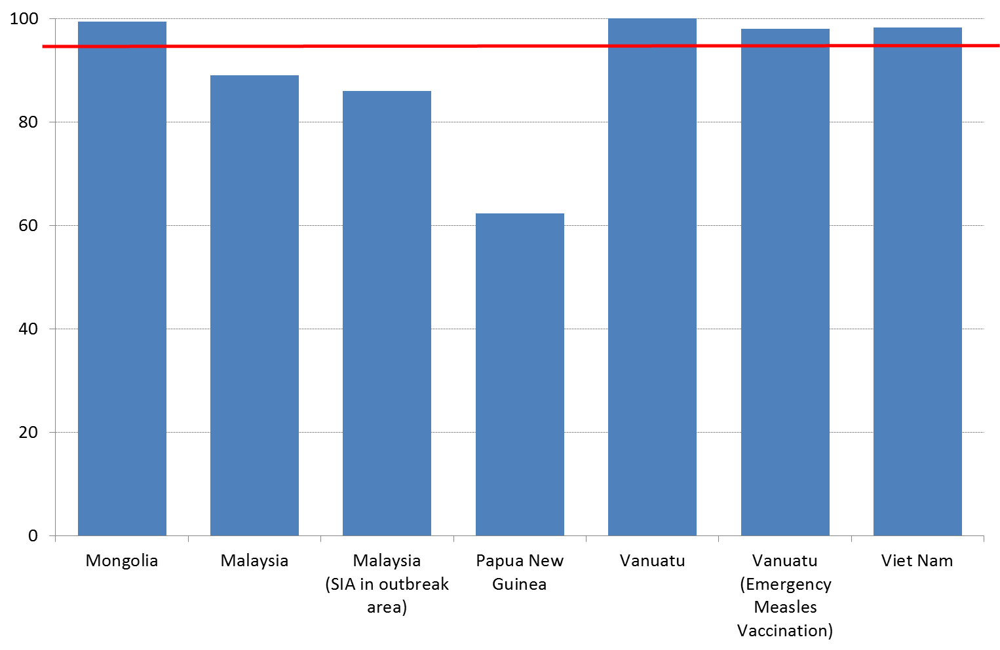 100
80
60
40
20
0
Mongolia
Malaysia
Malaysia
(SIA in outbreak
area)
Papua New
Guinea
Vanuatu
Vanuatu
(Emergency
Measles
Vaccination)
Viet Nam